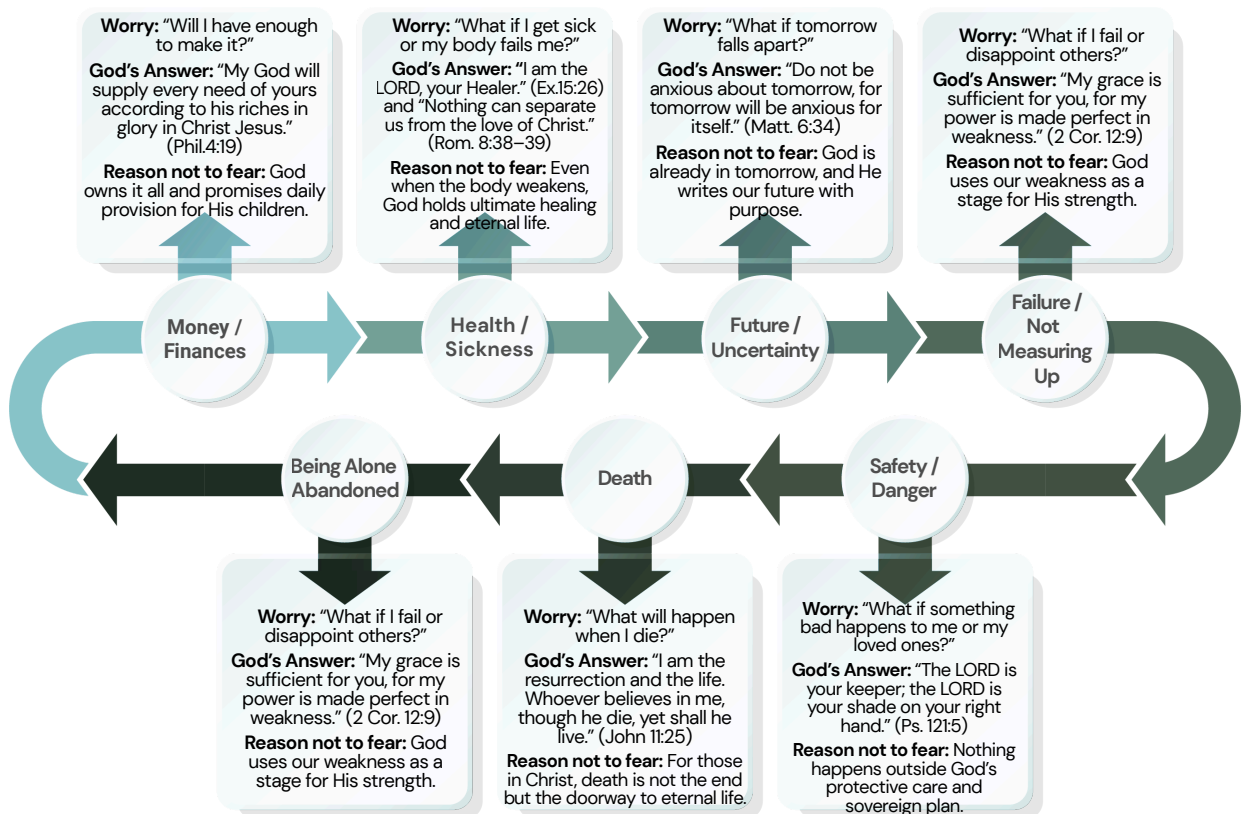 Worry: “Will I have enough
to make it?”
God’s Answer: “My God will
supply every need of yours
according to his riches in
glory in Christ Jesus.”
(Phil.4:19)
Reason not to fear: God
owns it all and promises daily
provision for His children.
Worry: “What if I get sick
or my body fails me?”
God’s Answer: “I am the
LORD, your Healer.” (Ex.15:26)
and “Nothing can separate
us from the love of Christ.”
(Rom. 8:38–39)
Reason not to fear: Even
when the body weakens,
God holds ultimate healing
and eternal life.
Worry: “What if tomorrow
falls apart?”
God’s Answer: “Do not be
anxious about tomorrow, for
tomorrow will be anxious for
itself.” (Matt. 6:34)
Reason not to fear: God is
already in tomorrow, and He
writes our future with
purpose.
Worry: “What if I fail or
disappoint others?”
God’s Answer: “My grace is
sufficient for you, for my
power is made perfect in
weakness.” (2 Cor. 12:9)
Reason not to fear: God
uses our weakness as a
stage for His strength.
Money /
Finances
Health /
Sickness
Future /
Uncertainty
Failure /
Not
Measuring
Up
Being Alone
Abandoned
Death
Safety /
Danger
Worry: “What if I fail or
disappoint others?”
God’s Answer: “My grace is
sufficient for you, for my
power is made perfect in
weakness.” (2 Cor. 12:9)
Reason not to fear: God
uses our weakness as a
stage for His strength.
Worry: “What will happen
when I die?”
God’s Answer: “I am the
resurrection and the life.
Whoever believes in me,
though he die, yet shall he
live.” (John 11:25)
Reason not to fear: For those
in Christ, death is not the end
but the doorway to eternal life.
Worry: “What if something
bad happens to me or my
loved ones?”
God’s Answer: “The LORD is
your keeper; the LORD is
your shade on your right
hand.” (Ps. 121:5)
Reason not to fear: Nothing
happens outside God’s
protective care and
sovereign plan.